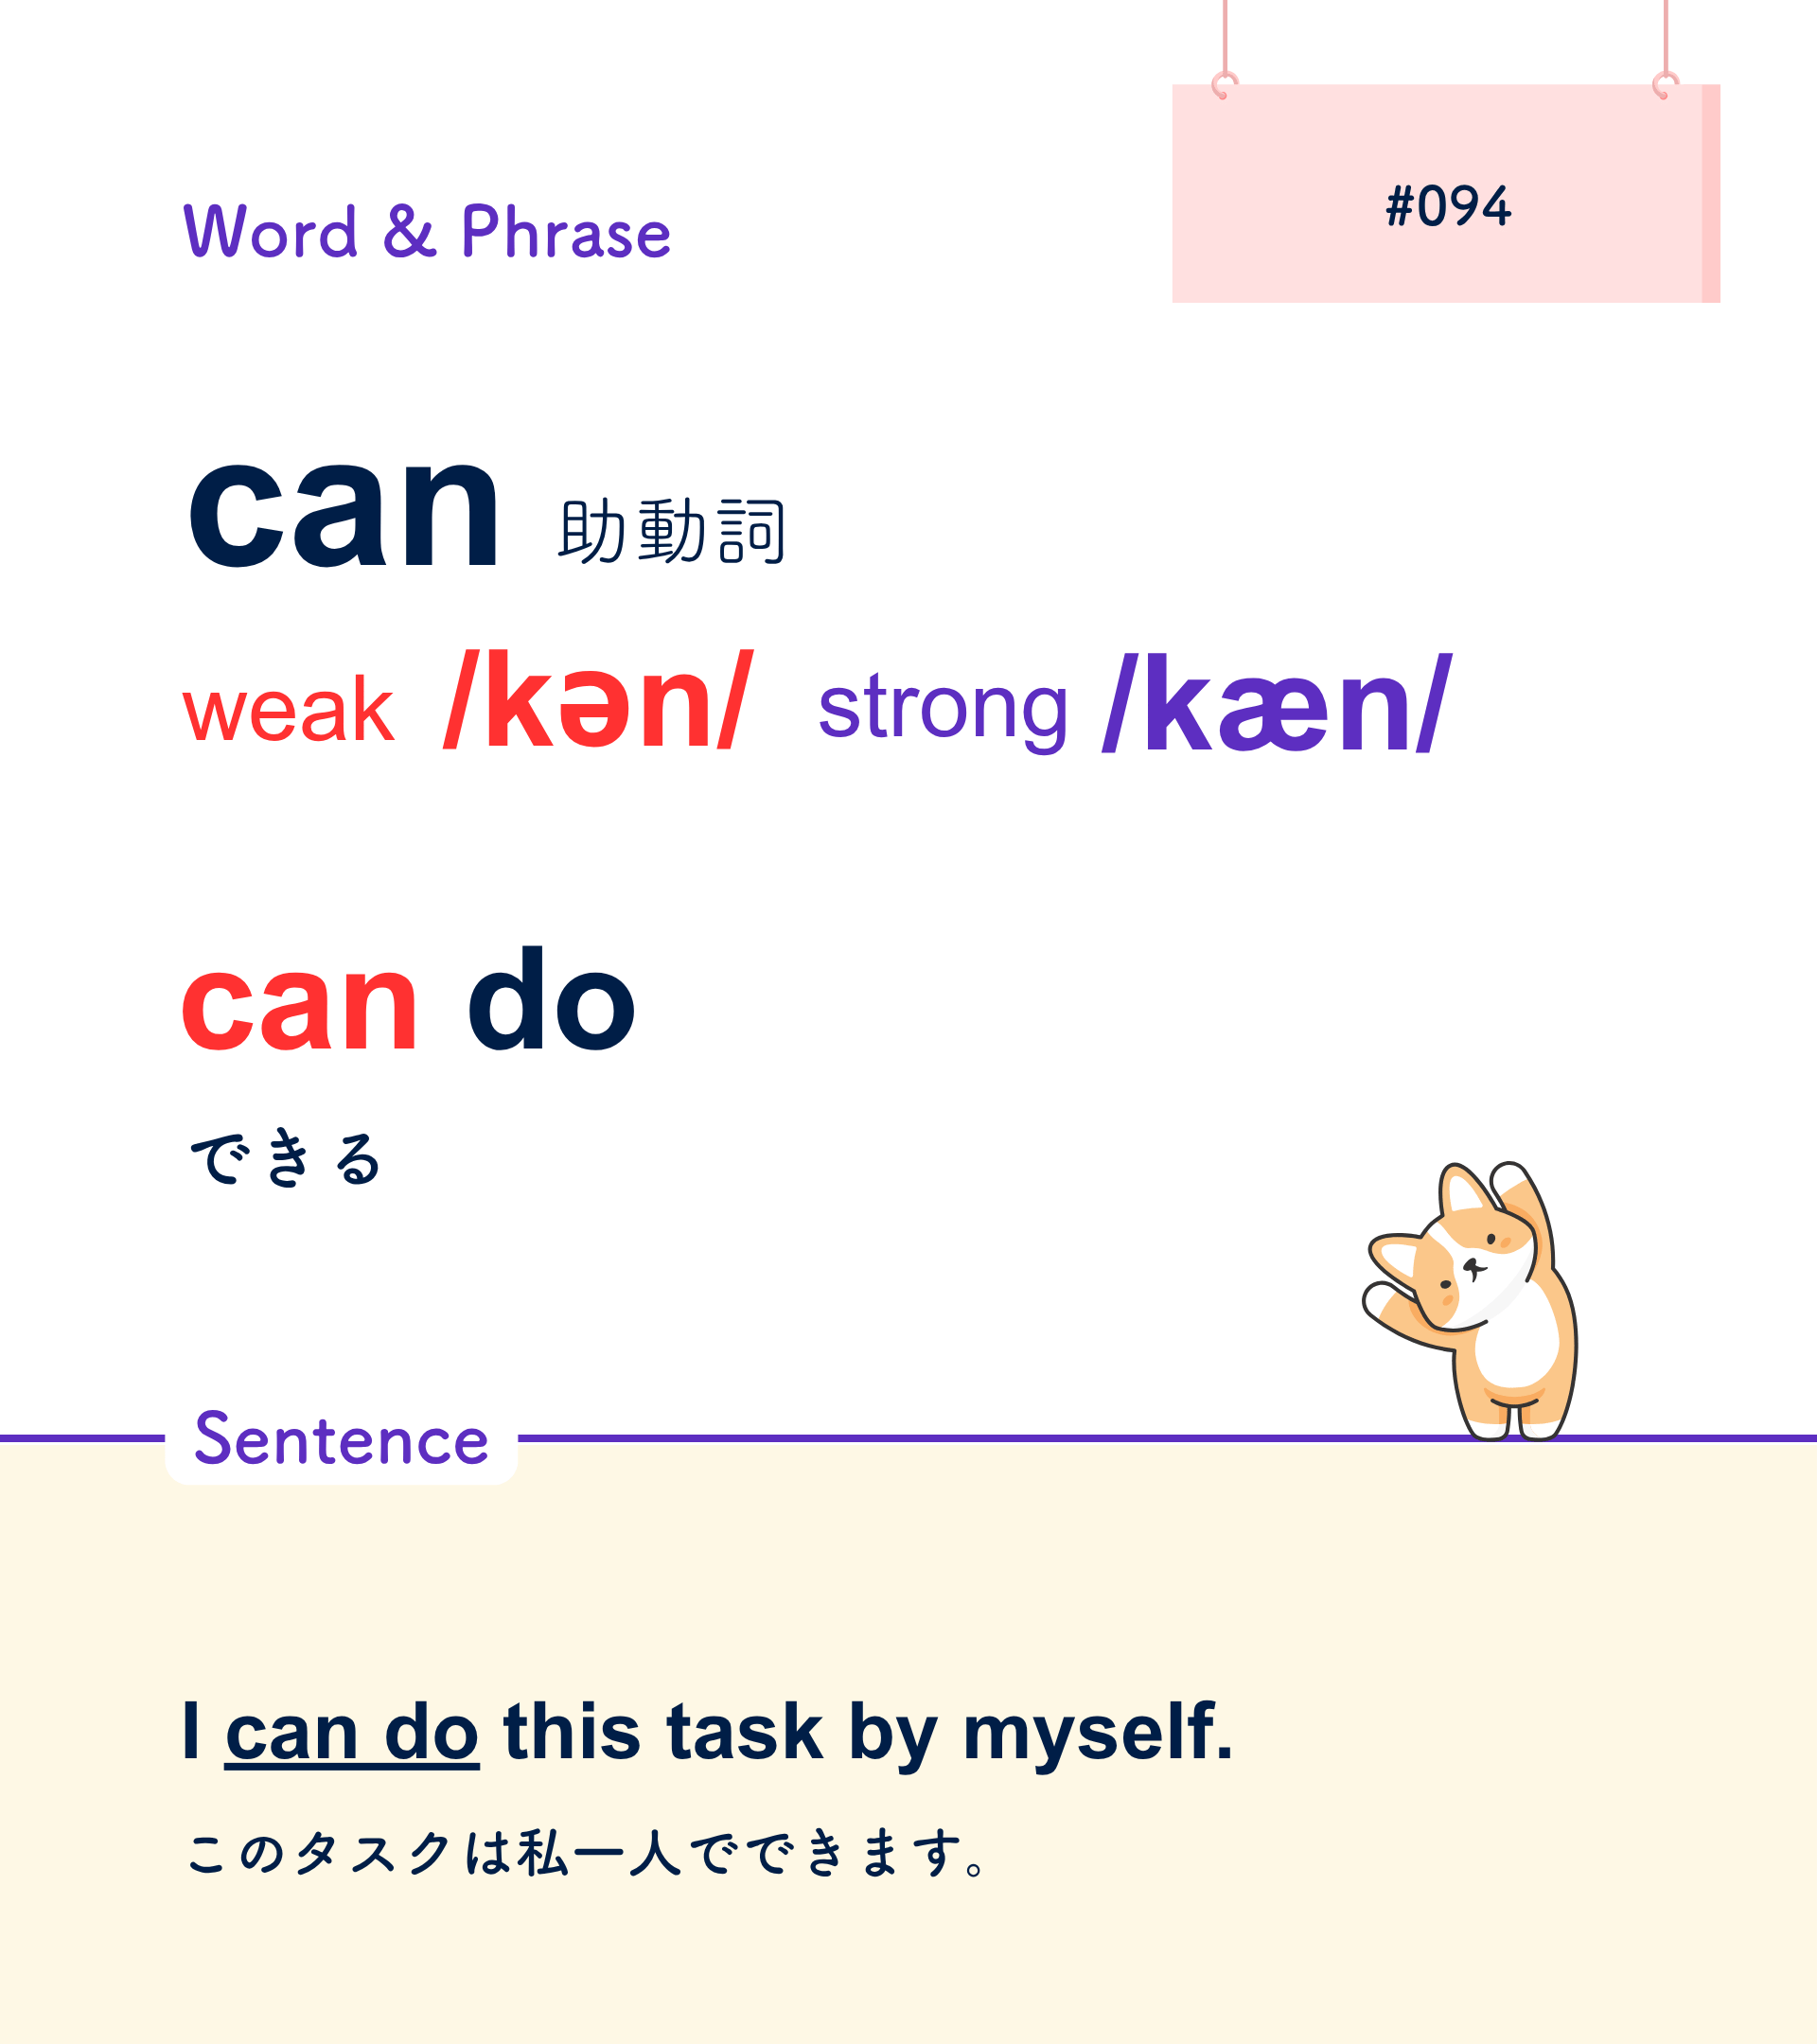 #094
Word & Phrase
can 助動詞
weak /kən/ strong /kæn/
can do
できる
Sentence
I can do this task by myself.
このタスクは私一人でできます。